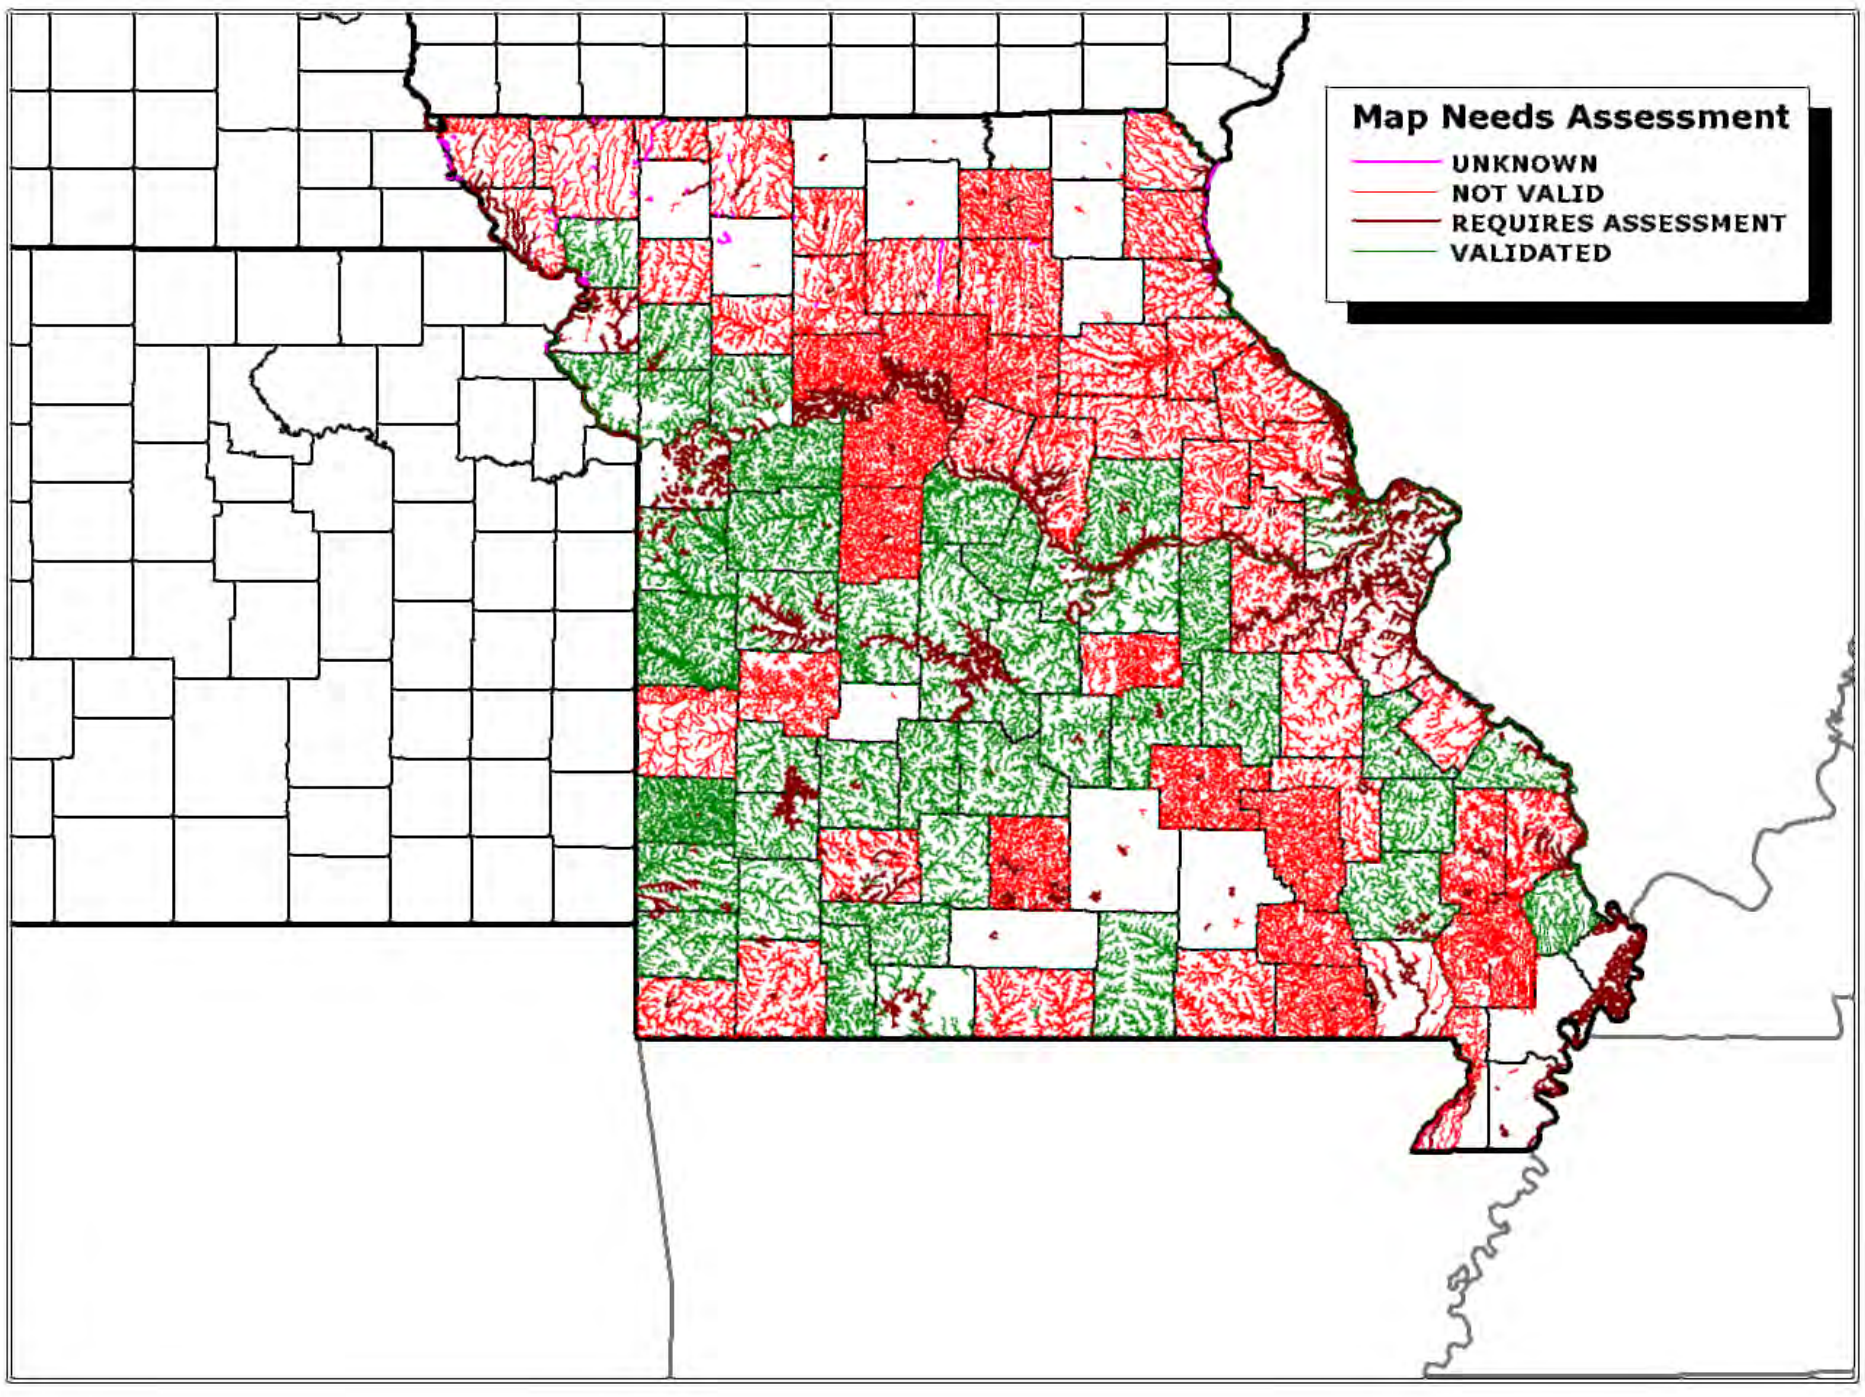 Map Needs Assessment
UNKNOWN
NOT VALID
REQUIRES ASSESSMENT
VALIDATED